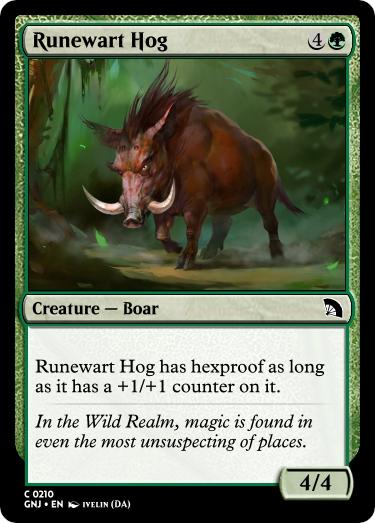 Runewart Hog 4
Creature — Boar
Runewart Hog has hexproof as long
as it has a +1/+1 counter on it.
In the Wild Realm, magic is found in
even the most unsuspecting of places.
4/4
C 0210
GNJ • EN IVELIN (DA)